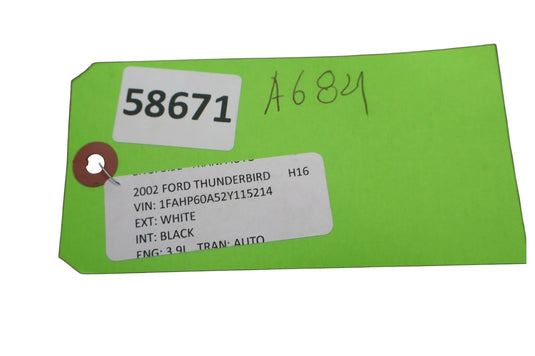 58671
A684
2002 FORD THUNDERBIRD H16
VIN: 1FAHP60A52Y115214
EXT: WHITE
INT: BLACK
ENG: 3.9L TRAN: AUTO